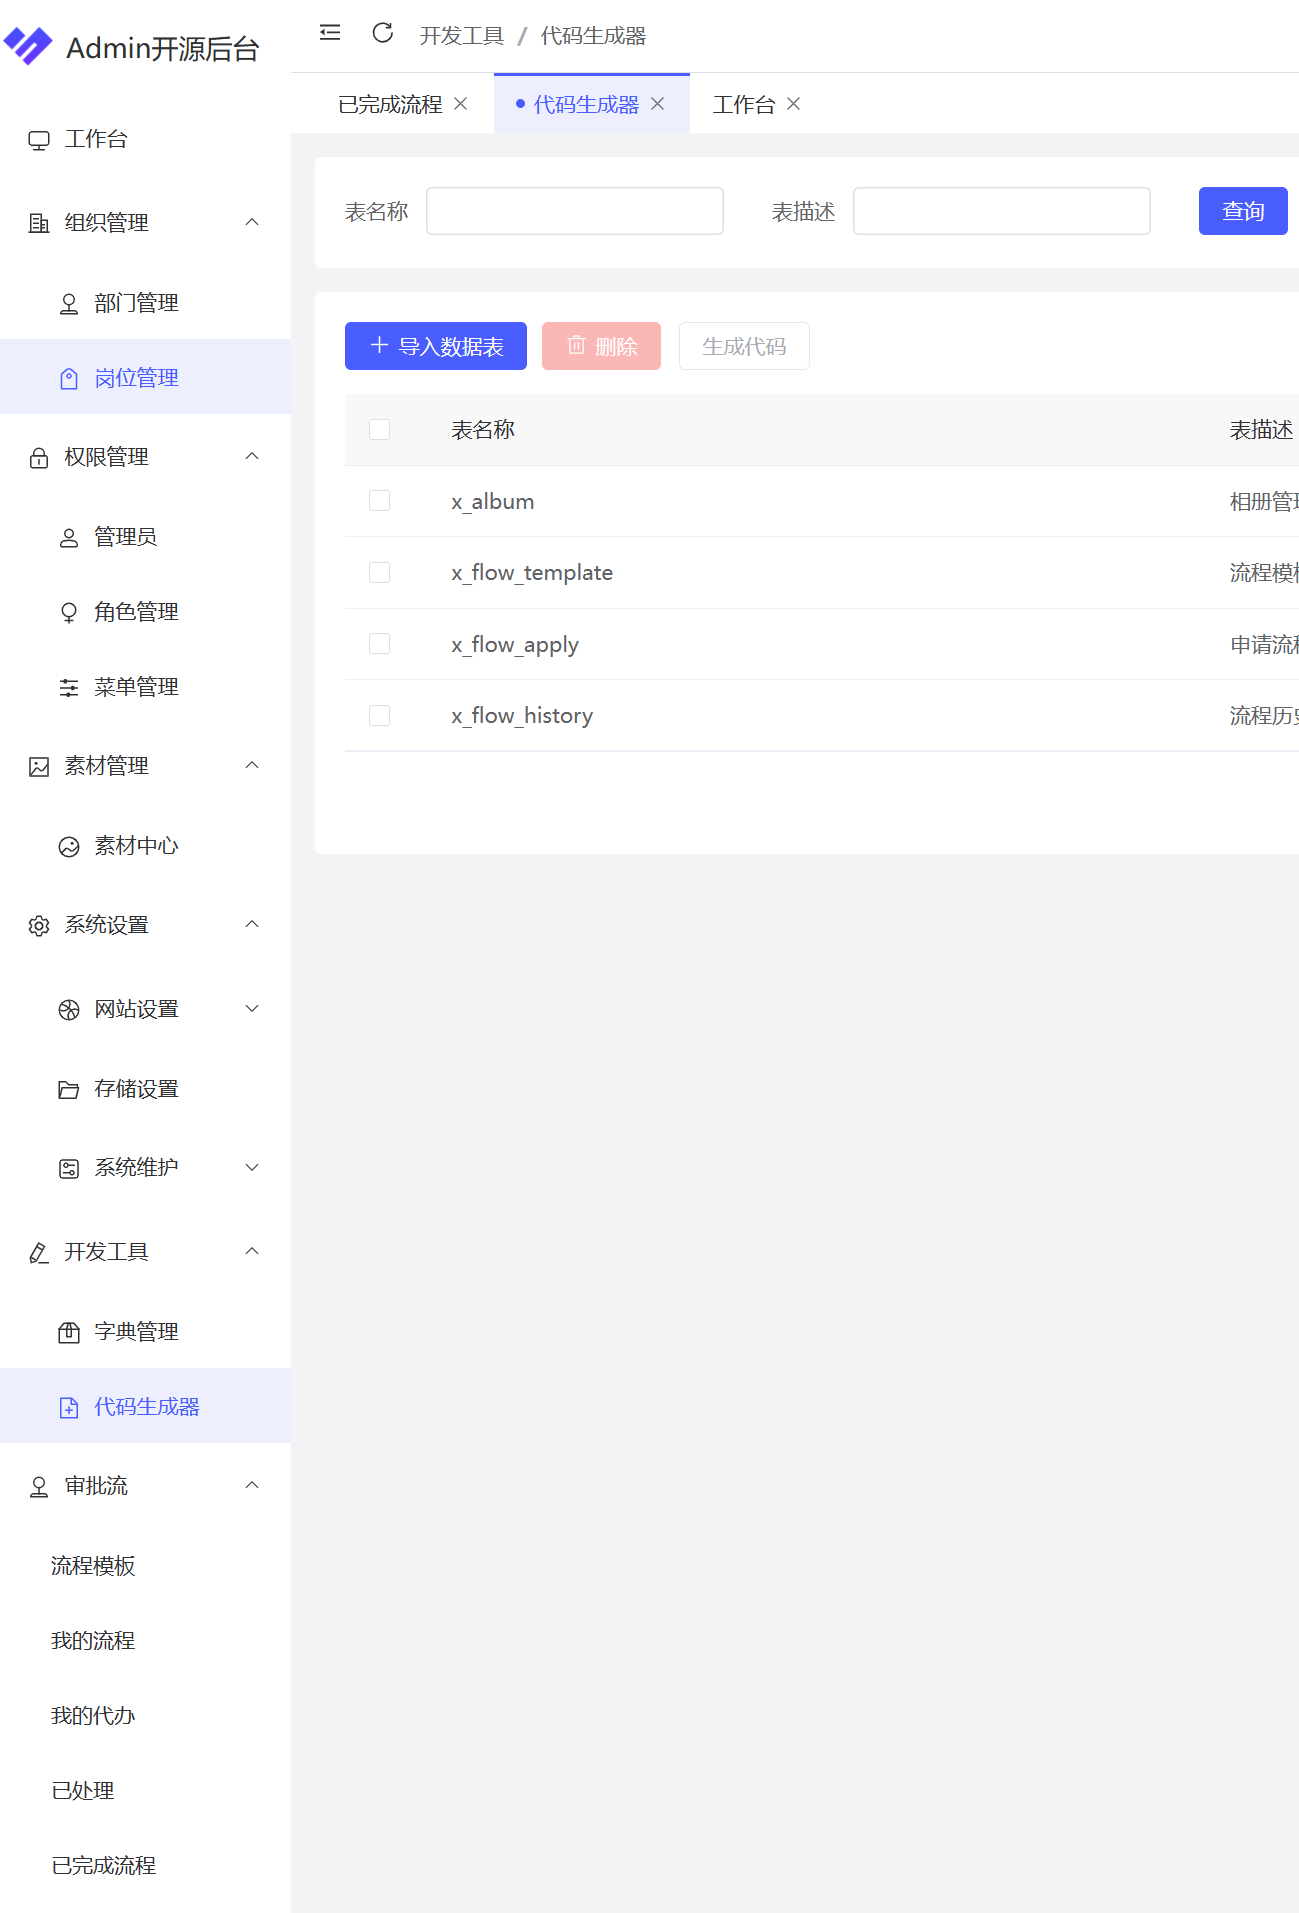 Admin开源后台
工作台
组织管理
部门管理
岗位管理
权限管理
管理员
角色管理
菜单管理
素材管理
素材中心
系统设置
网站设置
存储设置
系统维护
开发工具
字典管理
代码生成器
审批流
流程模板
我的流程
我的代办
已处理
已完成流程
开发工具 / 代码生成器
已完成流程 代码生成器 工作台
表名称 表描述 查询
导入数据表 删除 生成代码
表名称 表描述
x_album 相册管
x_flow_template 流程模
x_flow_apply 申请流
x_flow_history 流程历